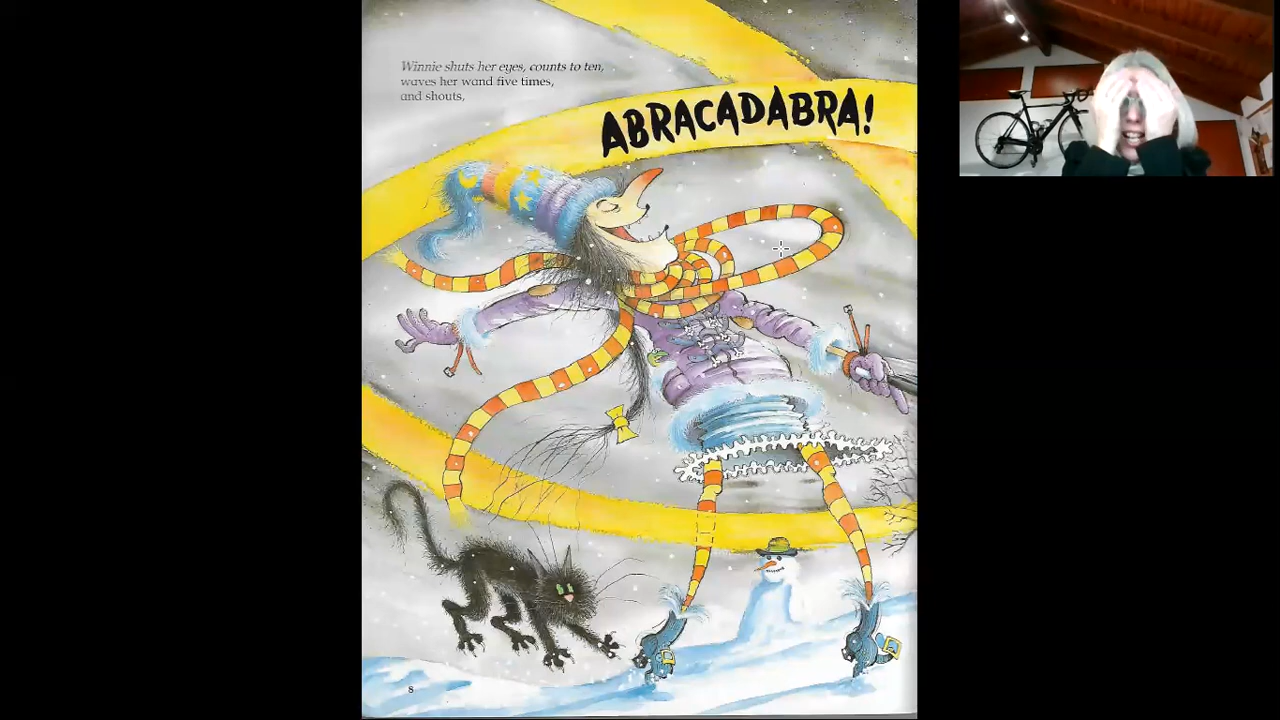 Winnie shuts her eyes, counts to ten,
waves her wand five times,
and shouts,
ABRACADABRA!
8